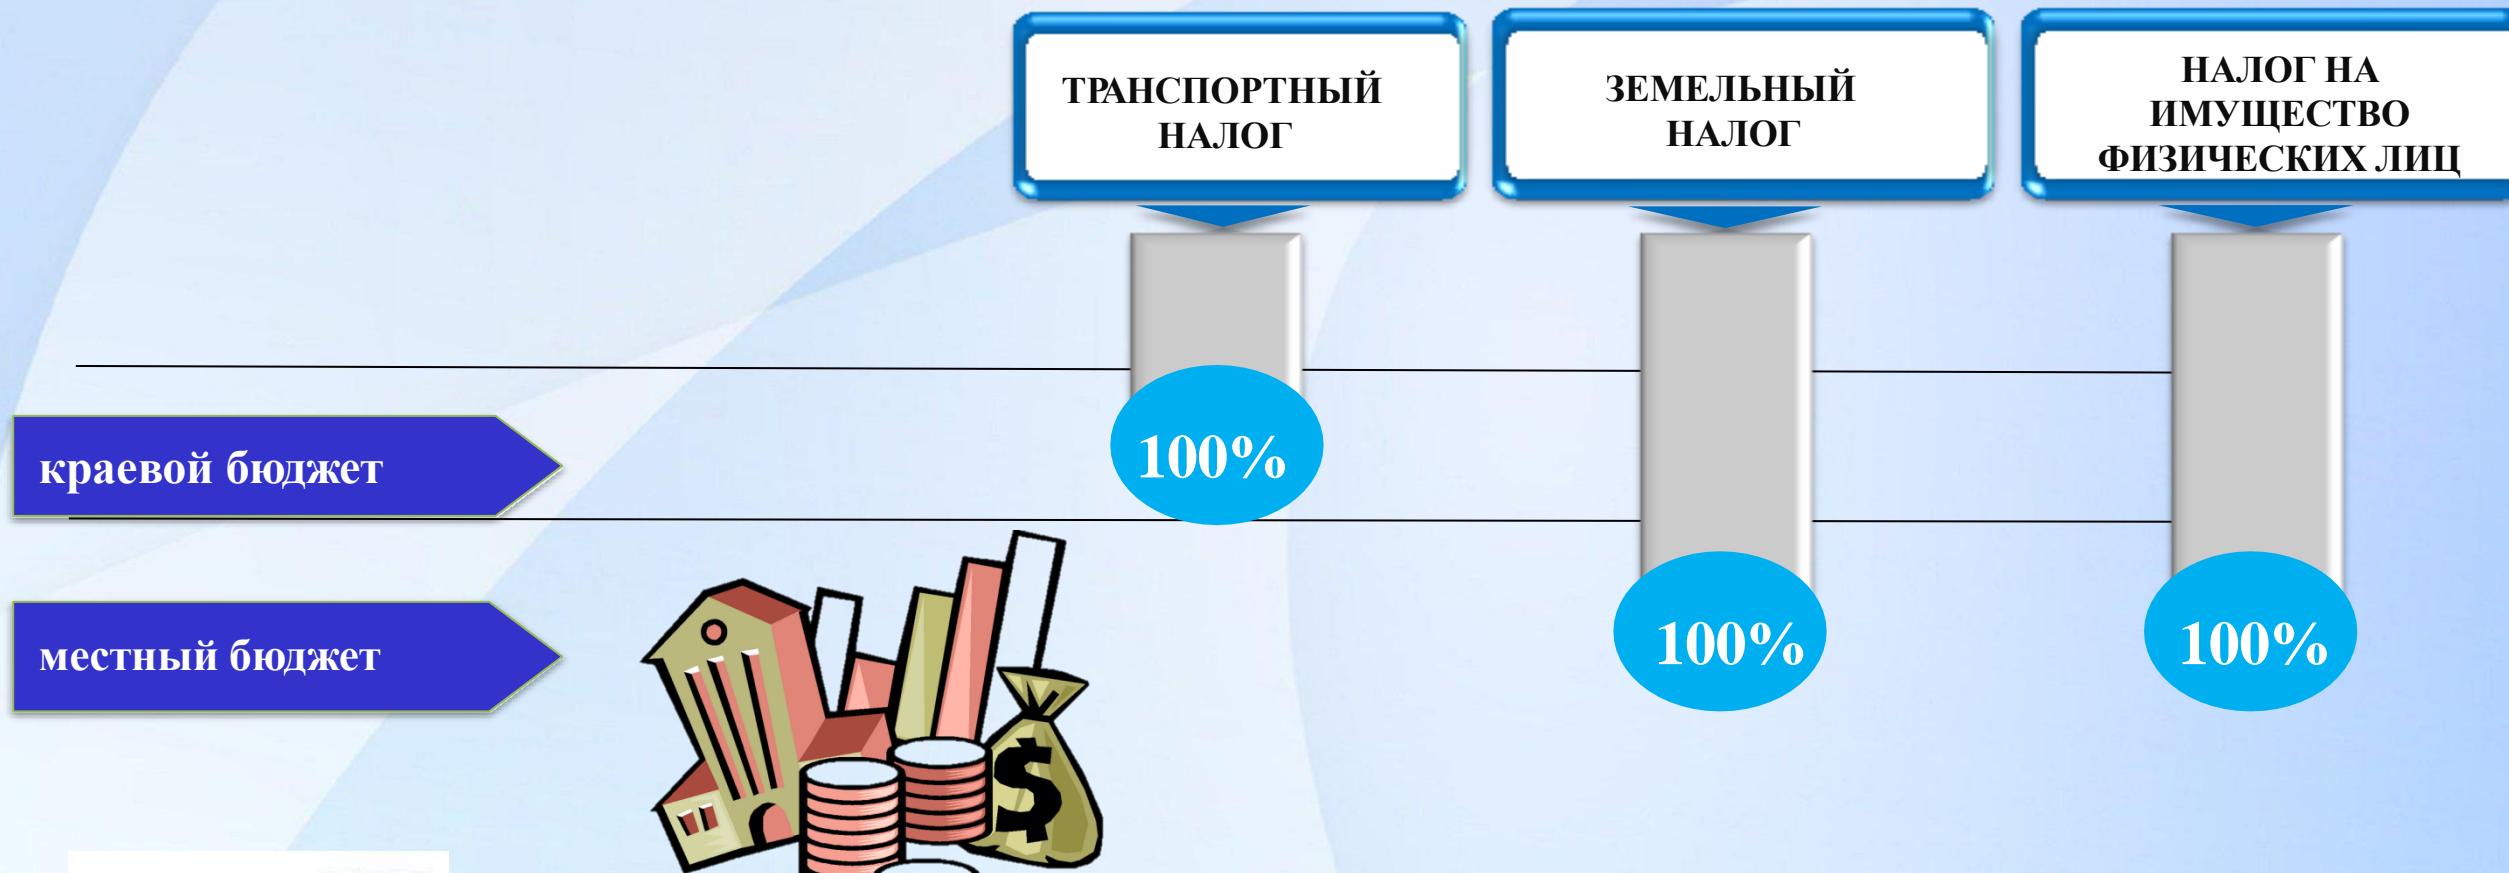 ТРАНСПОРТНЫЙ
НАЛОГ
ЗЕМЕЛЬНЫЙ
НАЛОГ
НАЛОГ НА
ИМУЩЕСТВО
ФИЗИЧЕСКИХ ЛИЦ
краевой бюджет
100%
местный бюджет
100%
100%
$